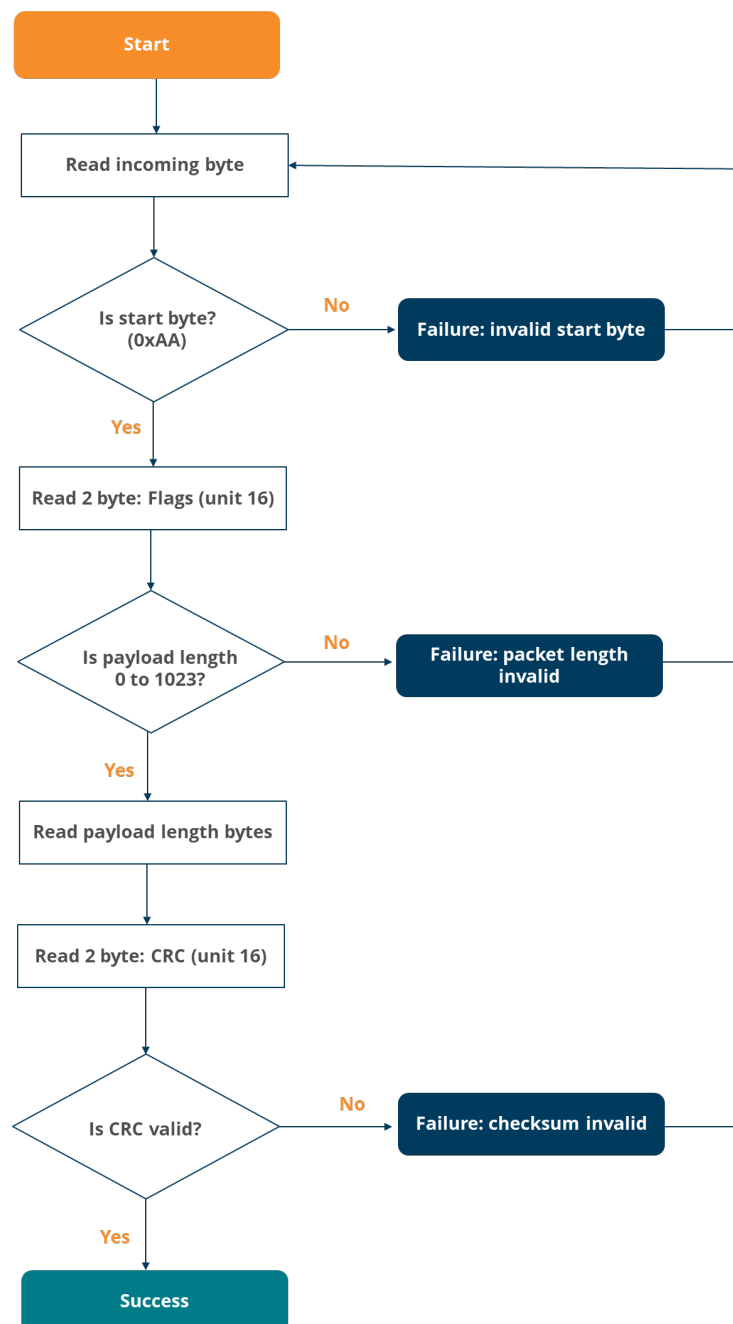 Start
Read incoming byte
Is start byte?
(0xAA)
No
Failure: invalid start byte
Yes
Read 2 byte: Flags (unit 16)
Is payload length
0 to 1023?
No
Failure: packet length
invalid
Yes
Read payload length bytes
Read 2 byte: CRC (unit 16)
Is CRC valid?
No
Failure: checksum invalid
Yes
Success